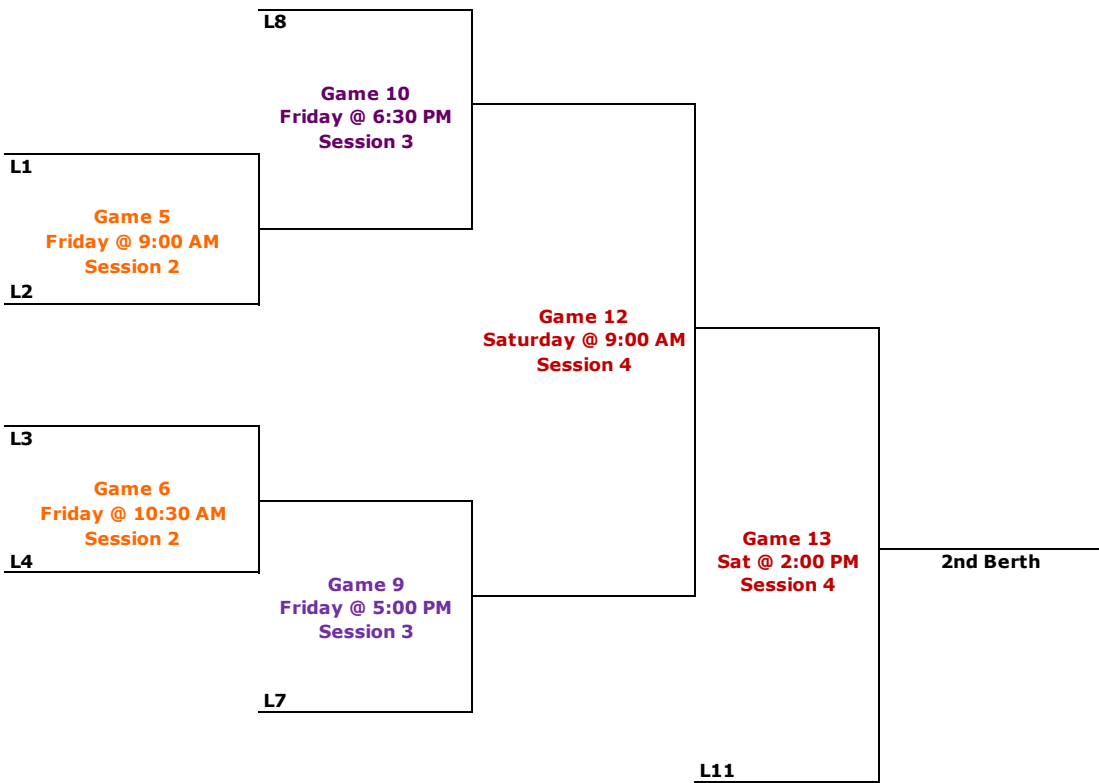 L8
Game 10
Friday @ 6:30 PM
Session 3
L1
Game 5
Friday @ 9:00 AM
Session 2
L2
Game 12
Saturday @ 9:00 AM
Session 4
L3
Game 6
Friday @ 10:30 AM
Session 2
L4
Game 9
Friday @ 5:00 PM
Session 3
L7
Game 13
Sat @ 2:00 PM
Session 4
2nd Berth
L11